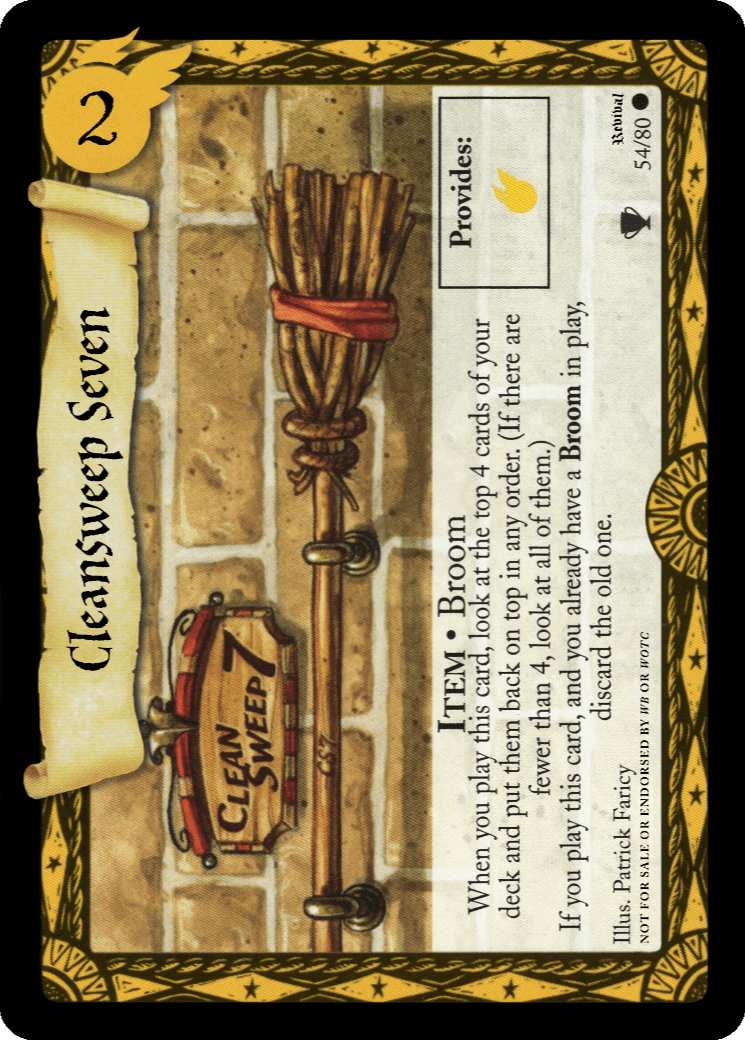 2
Cleansweep Seven
CLEAN
SWEEP 7
CS7
ITEM • Broom
When you play this card, look at the top 4 cards of your
deck and put them back on top in any order. (If there are
fewer than 4, look at all of them.)
If you play this card, and you already have a Broom in play,
discard the old one.
Provides:
Illus. Patrick Faricy
NOT FOR SALE OR ENDORSED BY WB OR WOTC
Revival
54/80